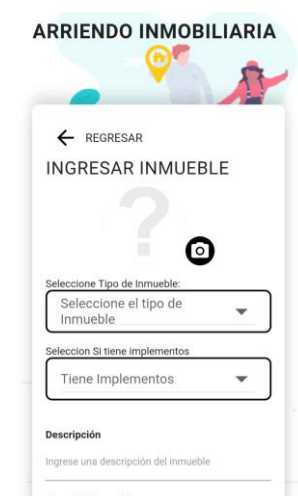 ARRIENDO INMOBILIARIA
REGRESAR
INGRESAR INMUEBLE
?
Seleccione Tipo de Inmueble:
Seleccione el tipo de
Inmueble
Seleccion Si tiene implementos
Tiene Implementos
Descripción
Ingrese una descripción del inmueble